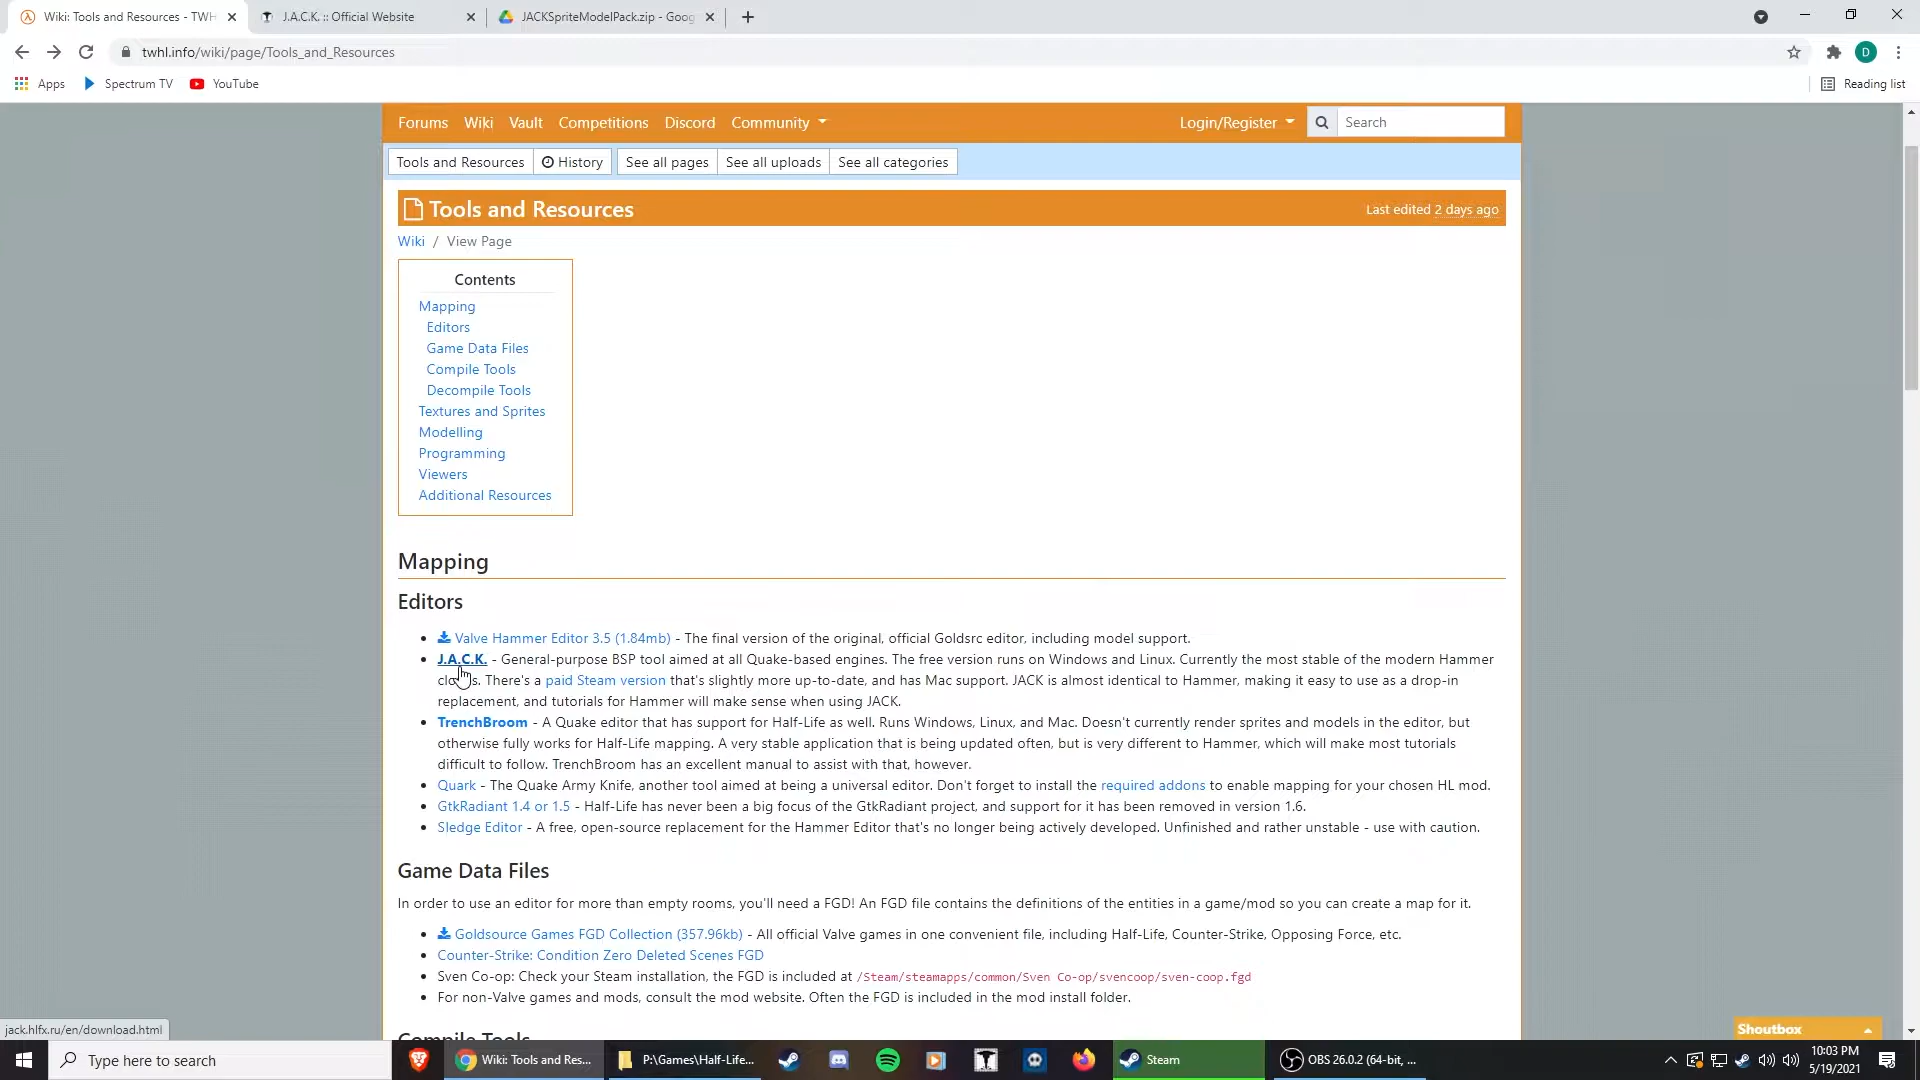 Wiki: Tools and Resources - TWH
J.A.C.K. :: Official Website
JACKSpriteModelPack.zip - Goog
twhl.info/wiki/page/Tools_and_Resources
D
Apps
Spectrum TV
YouTube
Reading list
Forums
Wiki
Vault
Competitions
Discord
Community
Login/Register
Search
Tools and Resources
History
See all pages
See all uploads
See all categories
Tools and Resources
Last edited 2 days ago
Wiki / View Page
Contents
Mapping
Editors
Game Data Files
Compile Tools
Decompile Tools
Textures and Sprites
Modelling
Programming
Viewers
Additional Resources
Mapping
Editors
Valve Hammer Editor 3.5 (1.84mb) - The final version of the original, official Goldsrc editor, including model support.
J.A.C.K. - General-purpose BSP tool aimed at all Quake-based engines. The free version runs on Windows and Linux. Currently the most stable of the modern Hammer
clones. There's a paid Steam version that's slightly more up-to-date, and has Mac support. JACK is almost identical to Hammer, making it easy to use as a drop-in
replacement, and tutorials for Hammer will make sense when using JACK.
TrenchBroom - A Quake editor that has support for Half-Life as well. Runs Windows, Linux, and Mac. Doesn't currently render sprites and models in the editor, but
otherwise fully works for Half-Life mapping. A very stable application that is being updated often, but is very different to Hammer, which will make most tutorials
difficult to follow. TrenchBroom has an excellent manual to assist with that, however.
Quark - The Quake Army Knife, another tool aimed at being a universal editor. Don't forget to install the required addons to enable mapping for your chosen HL mod.
GtkRadiant 1.4 or 1.5 - Half-Life has never been a big focus of the GtkRadiant project, and support for it has been removed in version 1.6.
Sledge Editor - A free, open-source replacement for the Hammer Editor that's no longer being actively developed. Unfinished and rather unstable - use with caution.
Game Data Files
In order to use an editor for more than empty rooms, you'll need a FGD! An FGD file contains the definitions of the entities in a game/mod so you can create a map for it.
Goldsource Games FGD Collection (357.96kb) - All official Valve games in one convenient file, including Half-Life, Counter-Strike, Opposing Force, etc.
Counter-Strike: Condition Zero Deleted Scenes FGD
Sven Co-op: Check your Steam installation, the FGD is included at /Steam/steamapps/common/Sven Co-op/svencoop/sven-coop.fgd
For non-Valve games and mods, consult the mod website. Often the FGD is included in the mod install folder.
Compile Tools
Shoutbox
jack.hlfx.ru/en/download.html
Type here to search
Wiki: Tools and Res...
P:\Games\Half-Life...
Steam
OBS 26.0.2 (64-bit, ...
10:03 PM
5/19/2021